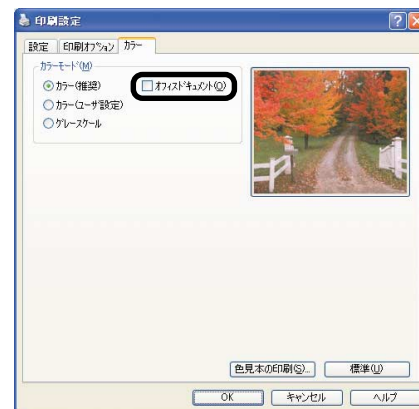 印刷設定
設定 印刷ｵﾌﾟｼｮﾝ ｶﾗｰ
ｶﾗｰﾓｰﾄﾞ(M)
ｶﾗｰ(推奨) ｵﾌｨｽﾄﾞｷｭﾒﾝﾄ(O)
ｶﾗｰ(ﾕｰｻﾞ設定)
ｸﾞﾚｰｽｹｰﾙ
色見本の印刷(S)... 標準(U)
OK ｷｬﾝｾﾙ ﾍﾙﾌﾟ